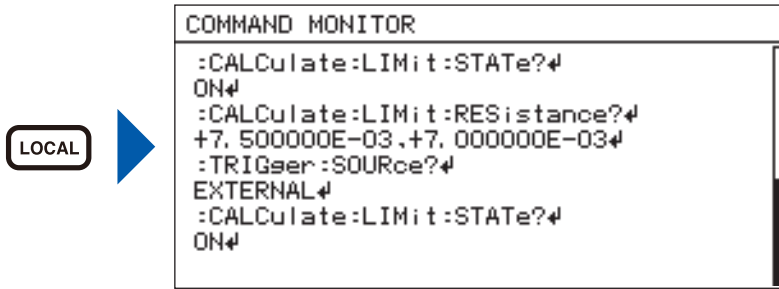 COMMAND MONITOR
:CALCulate:LIMit:STATe?↲
ON↲
:CALCulate:LIMit:RESistance?↲
+7.500000E-03,+7.000000E-03↲
LOCAL
:TRIGger:SOURce?↲
EXTERNAL↲
:CALCulate:LIMit:STATe?↲
ON↲